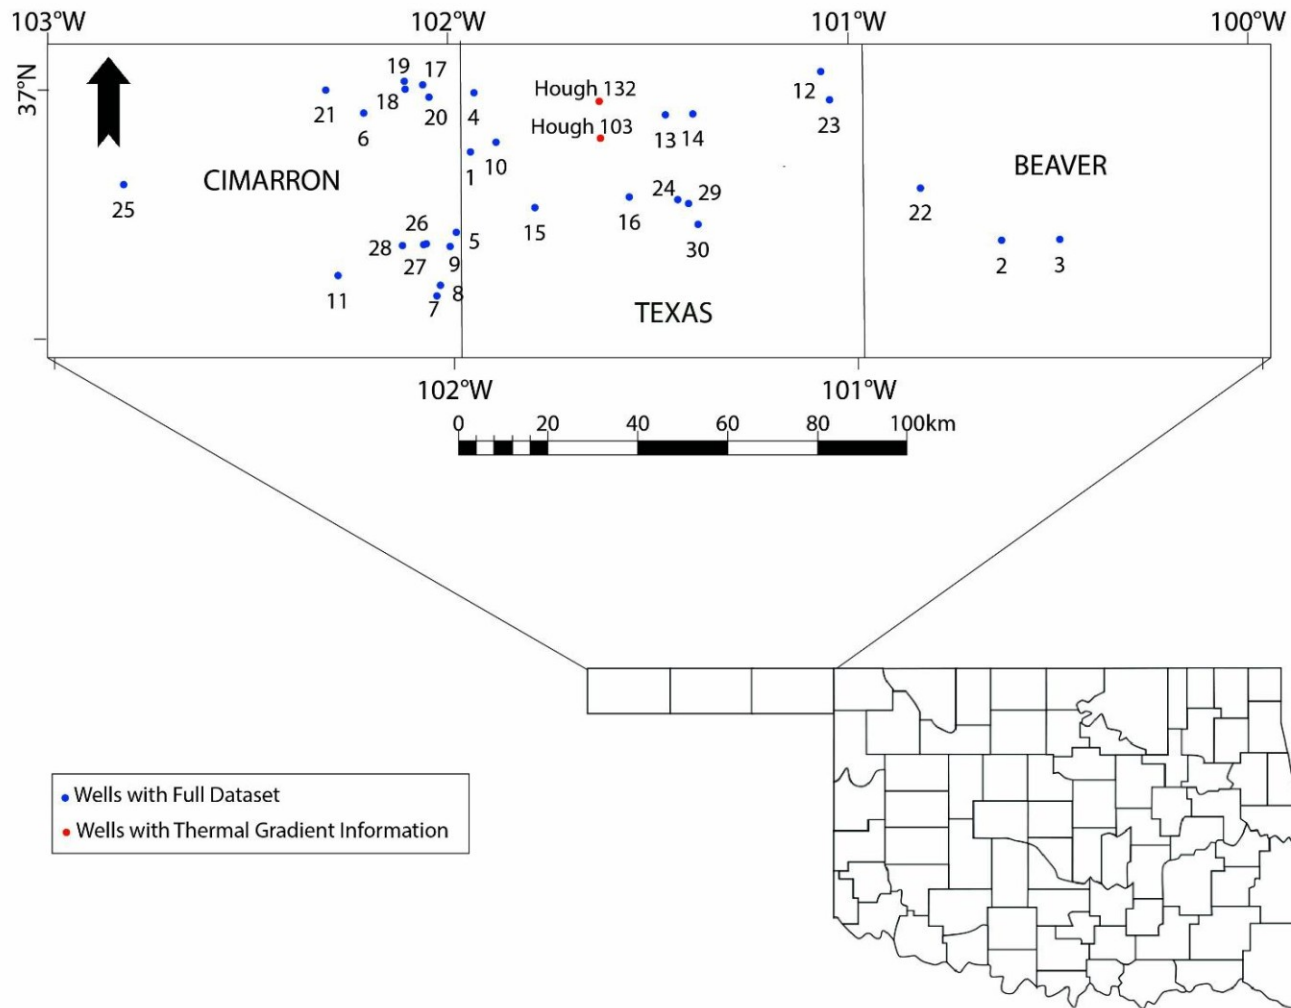 103°W
102°W
101°W
100°W
37°N
19
17
21
6
18
20
4
Hough 132
Hough 103
13
14
12
23
1
10
CIMARRON
BEAVER
25
24
29
22
26
28
27
5
9
15
16
30
2
3
11
7
8
TEXAS
102°W
101°W
0
20
40
60
80
100km
Wells with Full Dataset
Wells with Thermal Gradient Information